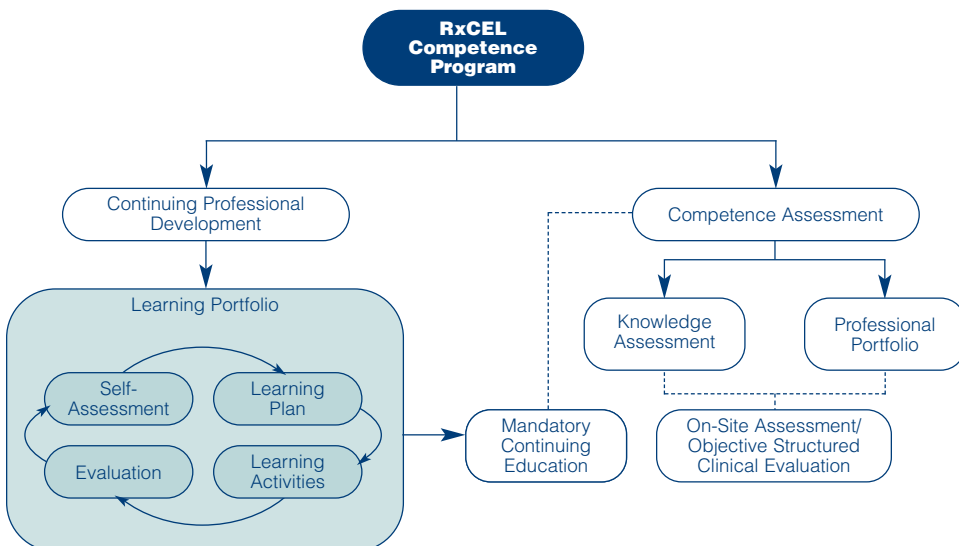 RxCEL
Competence
Program
Continuing Professional
Development
Competence Assessment
Learning Portfolio
Knowledge
Assessment
Professional
Portfolio
Self-
Assessment
Learning
Plan
Evaluation
Learning
Activities
Mandatory
Continuing
Education
On-Site Assessment/
Objective Structured
Clinical Evaluation